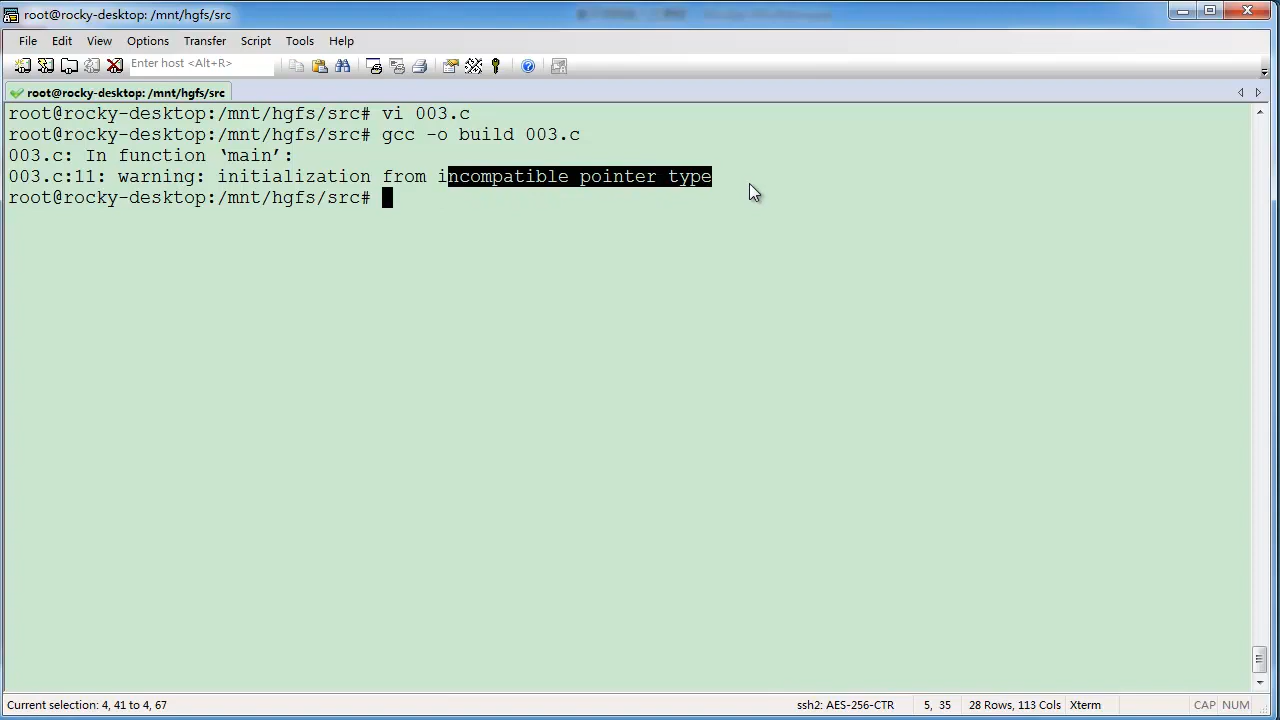 root@rocky-desktop: /mnt/hgfs/src
File Edit View Options Transfer Script Tools Help
Enter host <Alt+R>
root@rocky-desktop: /mnt/hgfs/src
root@rocky-desktop:/mnt/hgfs/src# vi 003.c
root@rocky-desktop:/mnt/hgfs/src# gcc -o build 003.c
003.c: In function ‘main’:
003.c:11: warning: initialization from incompatible pointer type
root@rocky-desktop:/mnt/hgfs/src#
Current selection: 4, 41 to 4, 67 ssh2: AES-256-CTR 5, 35 28 Rows, 113 Cols Xterm CAP NUM